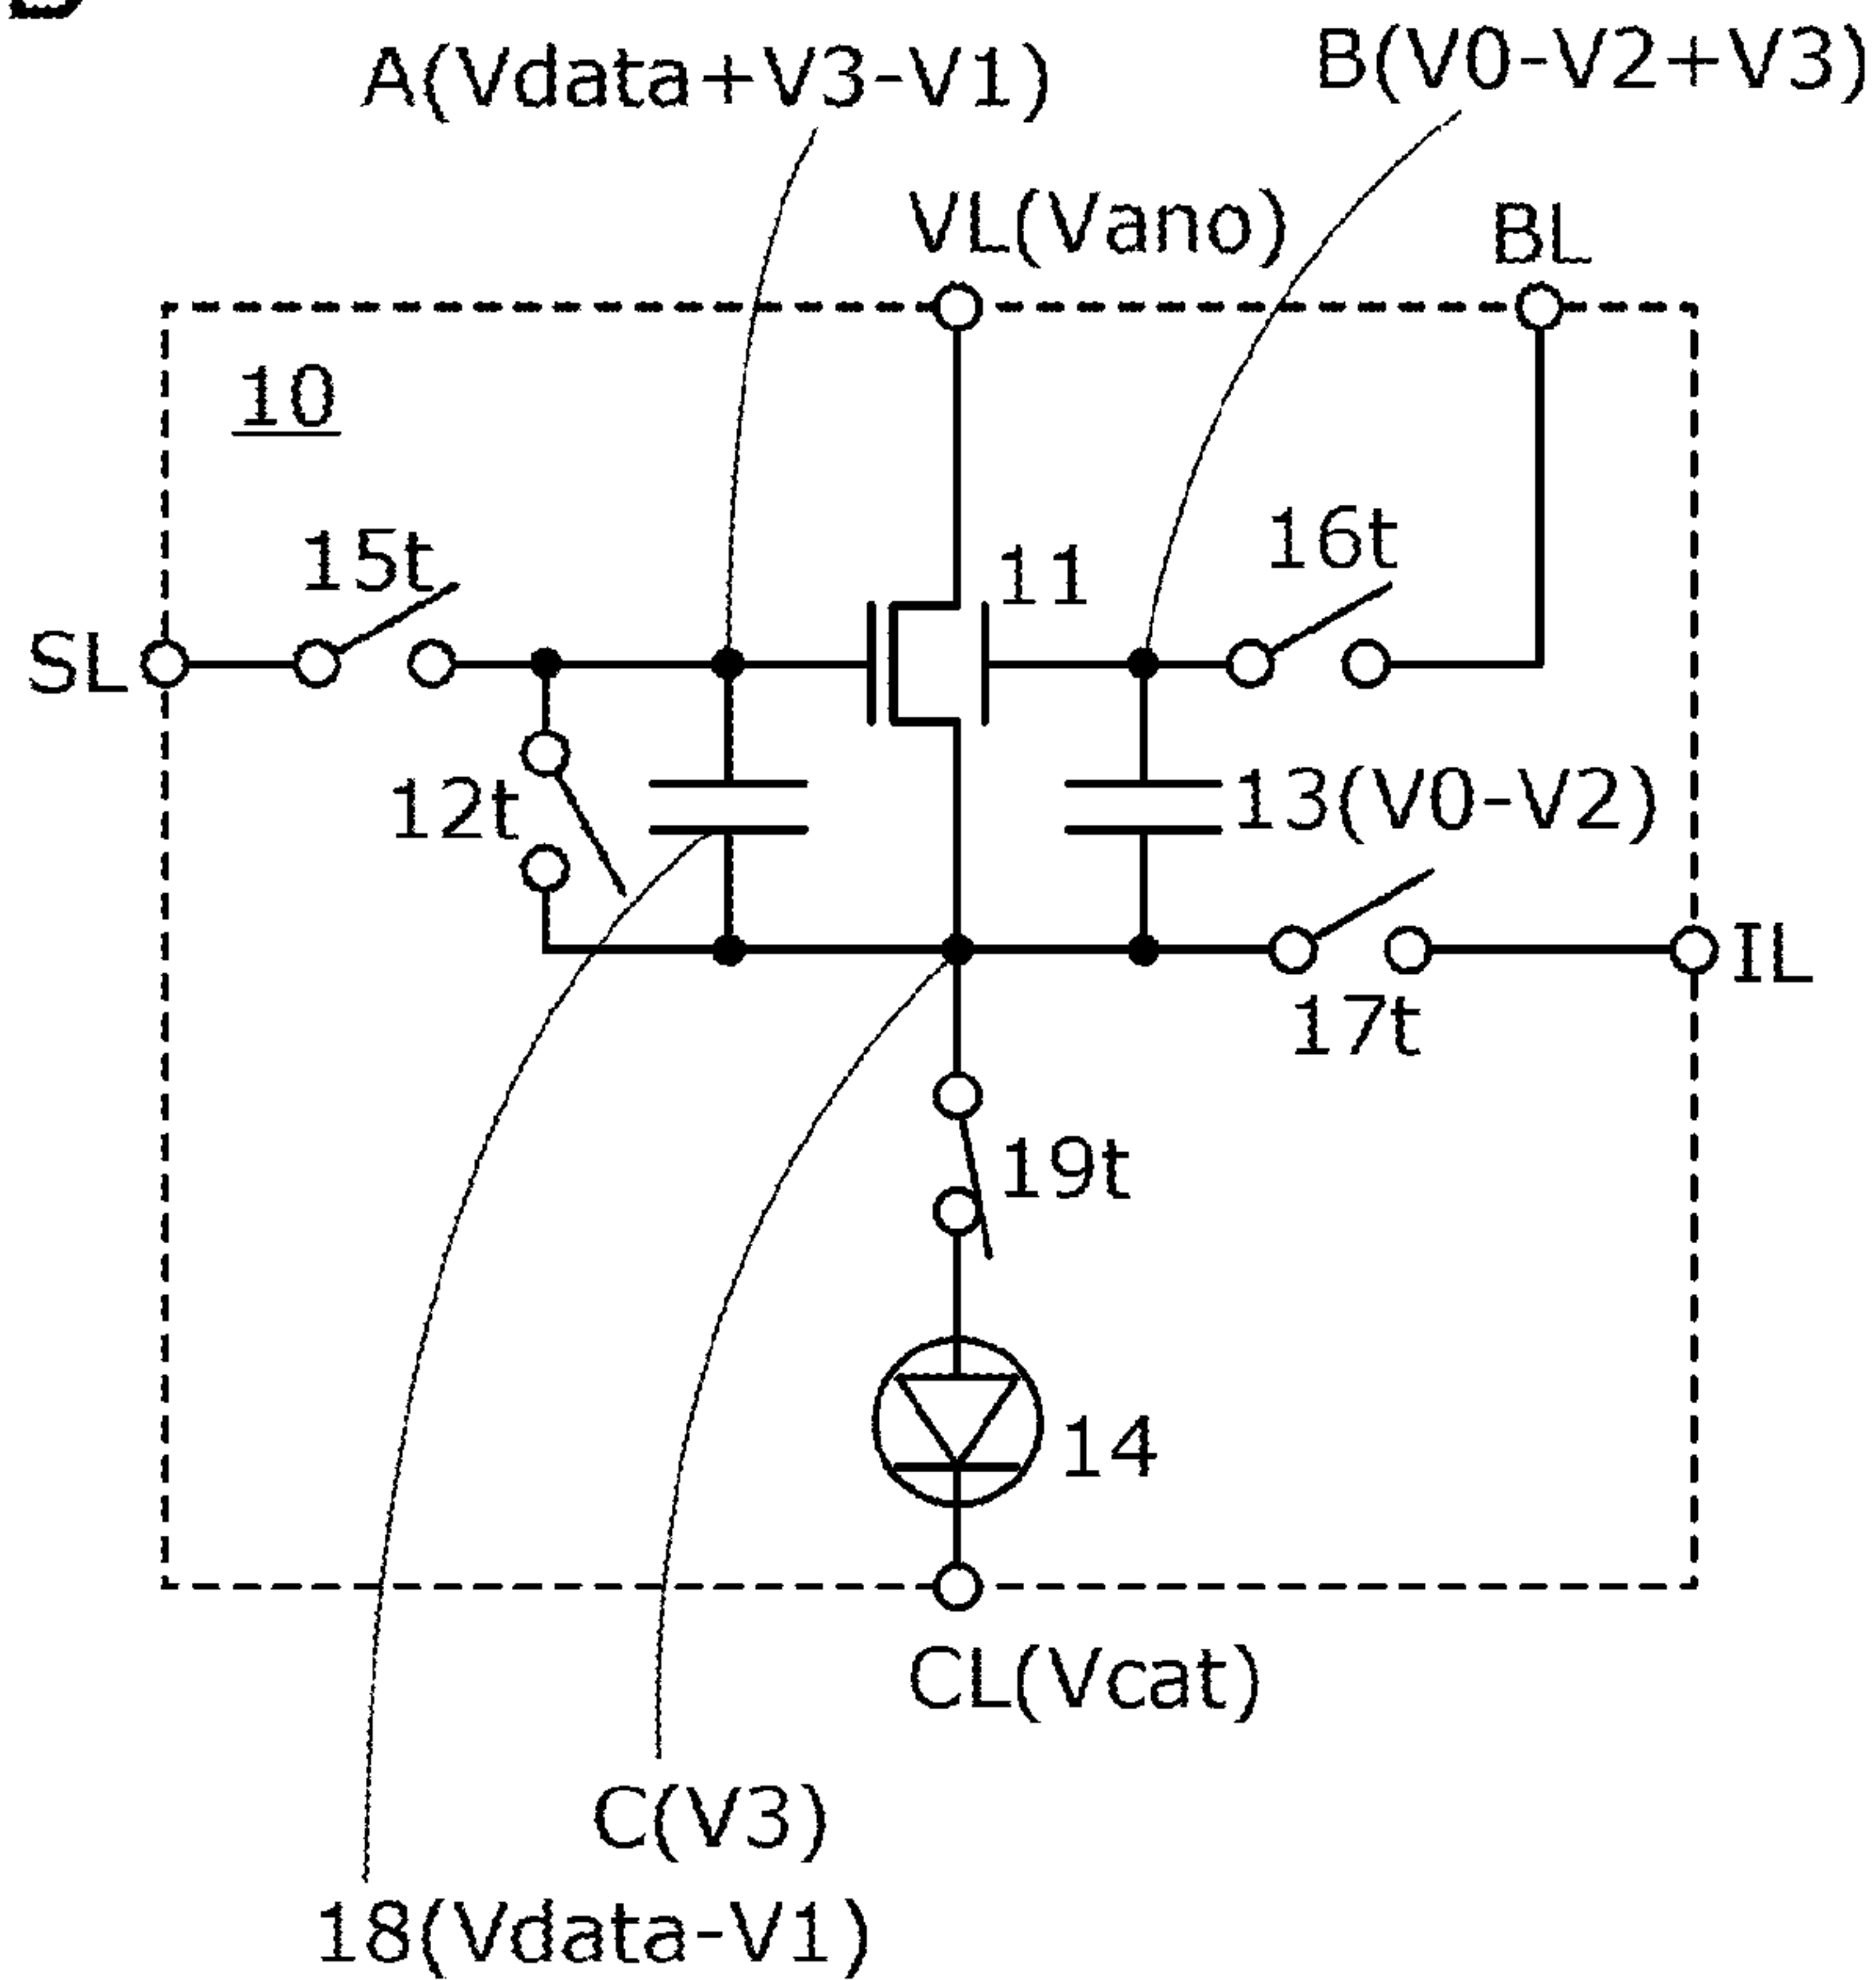 A(Vdata+V3-V1)
B(V0-V2+V3)
VL(Vano)
BL
10
15t
11
16t
SL
12t
13(V0-V2)
IL
17t
19t
14
CL(Vcat)
C(V3)
18(Vdata-V1)